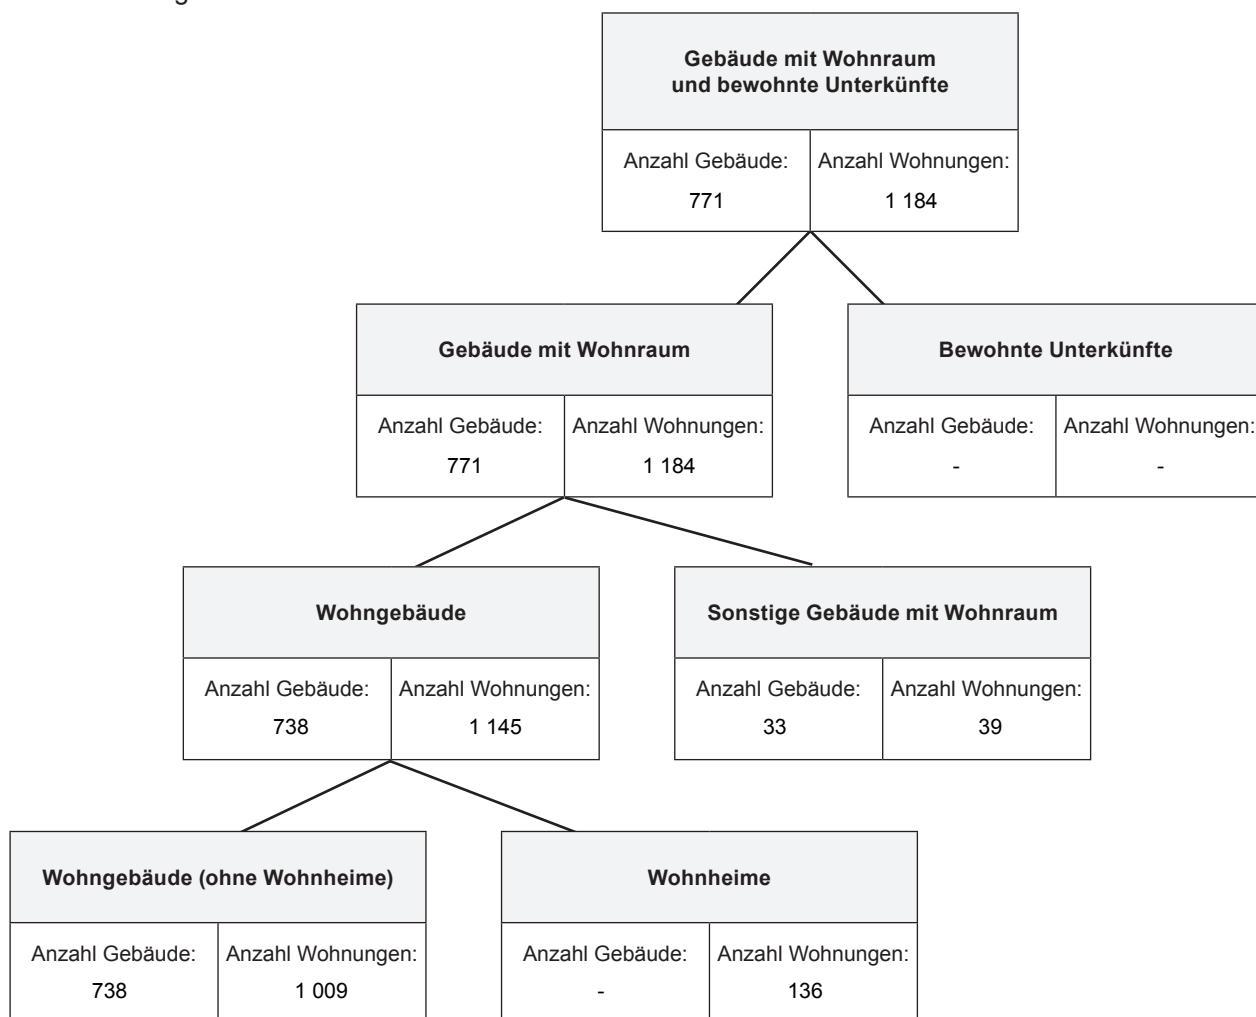 Gebäude mit Wohnraum
und bewohnte Unterkünfte
Anzahl Gebäude:
Anzahl Wohnungen:
771
1 184
Gebäude mit Wohnraum
Bewohnte Unterkünfte
Anzahl Gebäude:
Anzahl Wohnungen:
Anzahl Gebäude:
Anzahl Wohnungen:
771
1 184
-
-
Wohngebäude
Sonstige Gebäude mit Wohnraum
Anzahl Gebäude:
Anzahl Wohnungen:
Anzahl Gebäude:
Anzahl Wohnungen:
738
1 145
33
39
Wohngebäude (ohne Wohnheime)
Wohnheime
Anzahl Gebäude:
Anzahl Wohnungen:
Anzahl Gebäude:
Anzahl Wohnungen:
738
1 009
-
136